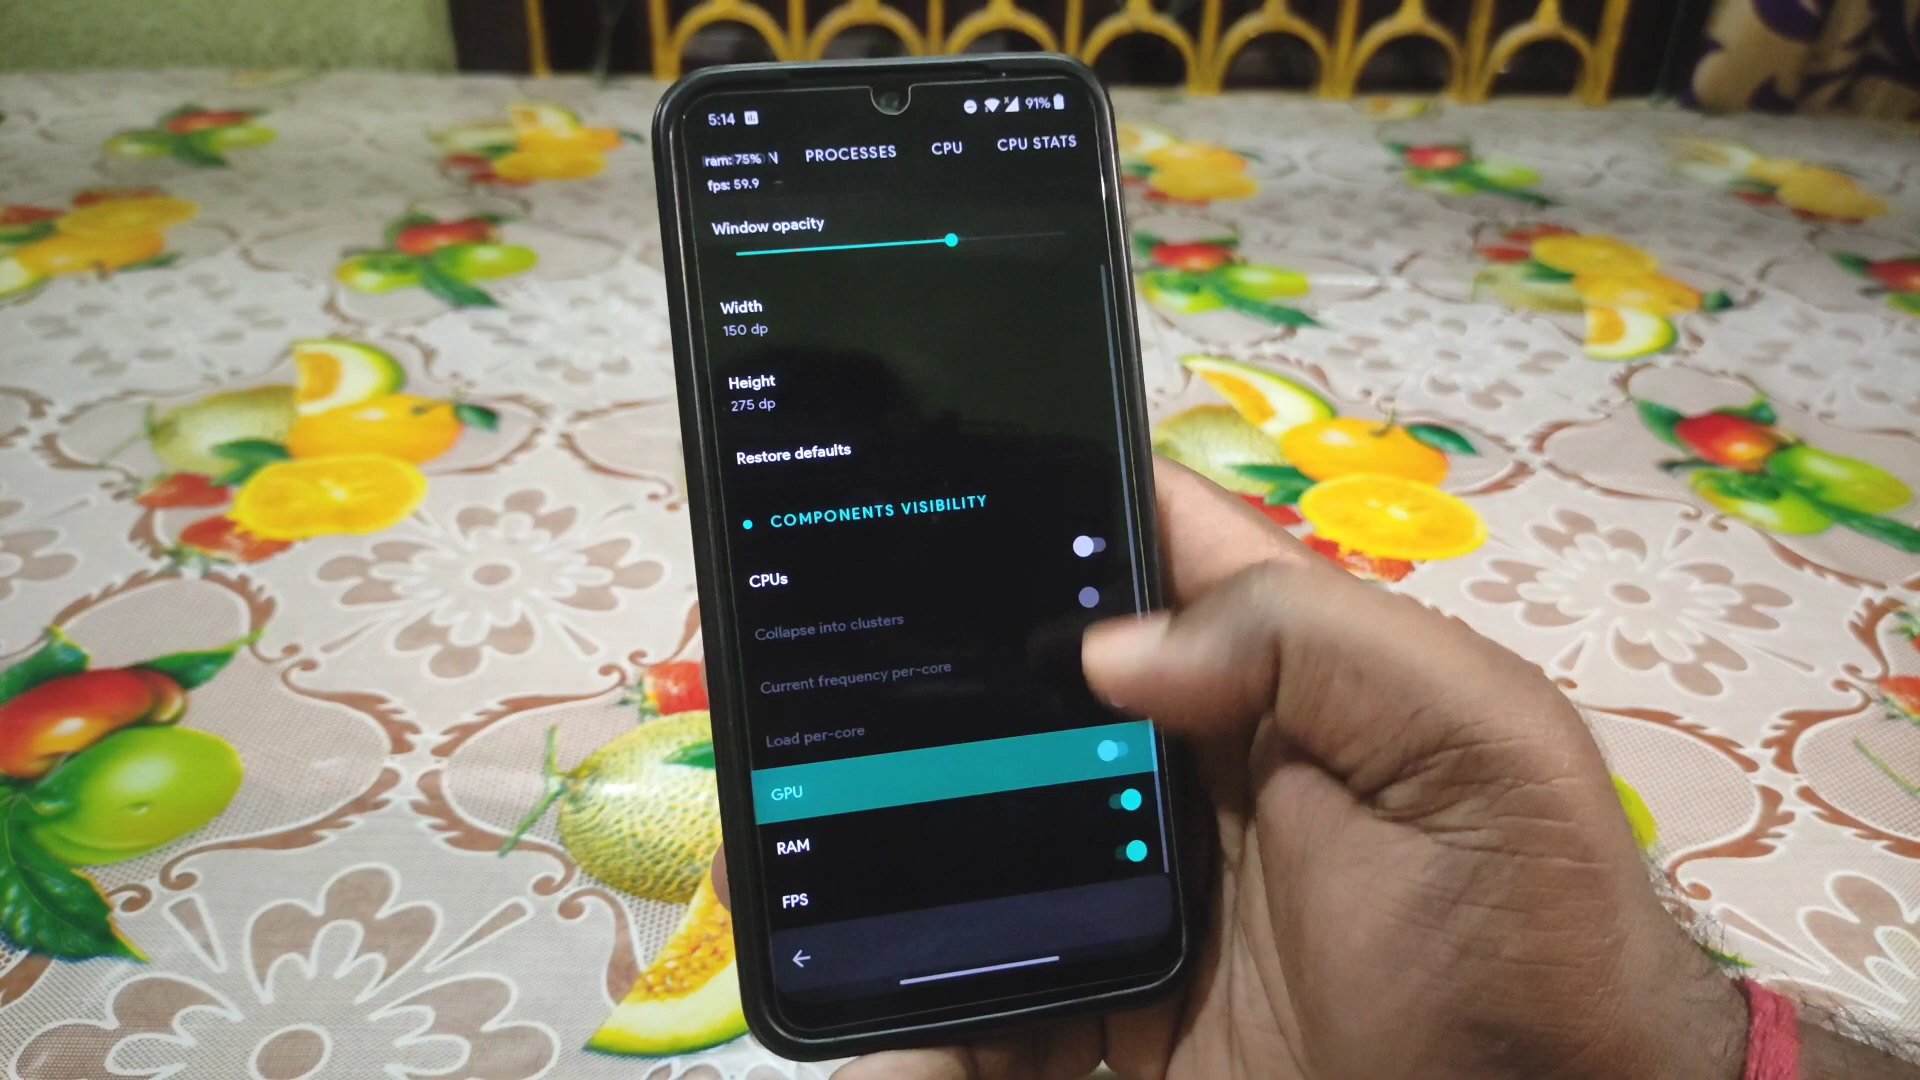 5:14 91%
ram: 75% N PROCESSES CPU CPU STATS
fps: 59.9
Window opacity
Width
150 dp
Height
275 dp
Restore defaults
COMPONENTS VISIBILITY
CPUs
Collapse into clusters
Current frequency per-core
Load per-core
GPU
RAM
FPS